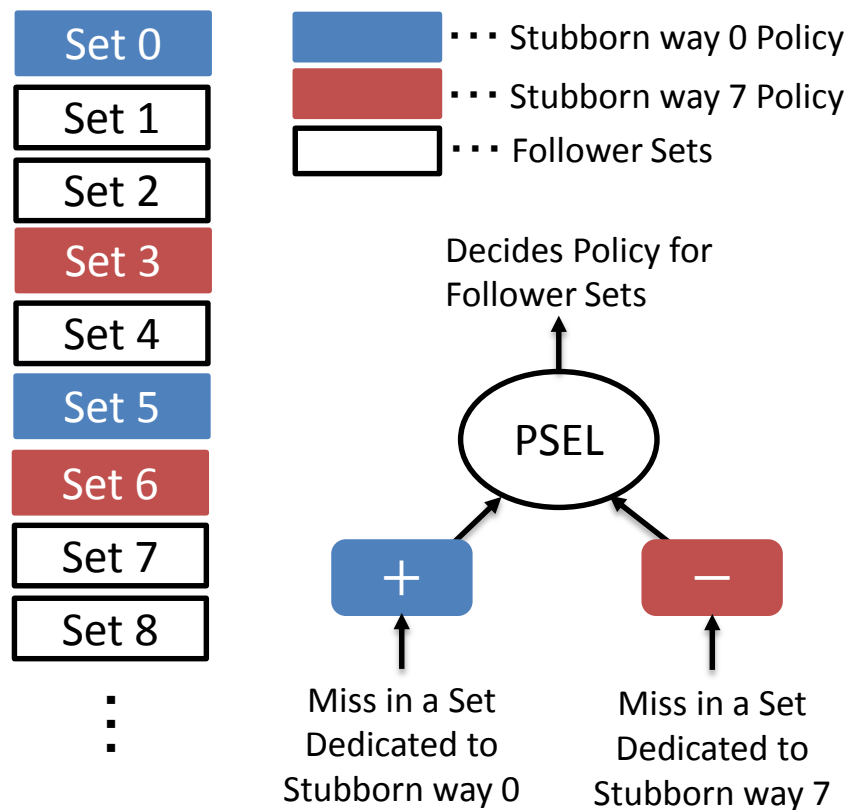 Set 0
Set 1
Set 2
Set 3
Set 4
Set 5
Set 6
Set 7
Set 8
⋮
··· Stubborn way 0 Policy
··· Stubborn way 7 Policy
··· Follower Sets
Decides Policy for
Follower Sets
PSEL
+
−
Miss in a Set
Dedicated to
Stubborn way 0
Miss in a Set
Dedicated to
Stubborn way 7